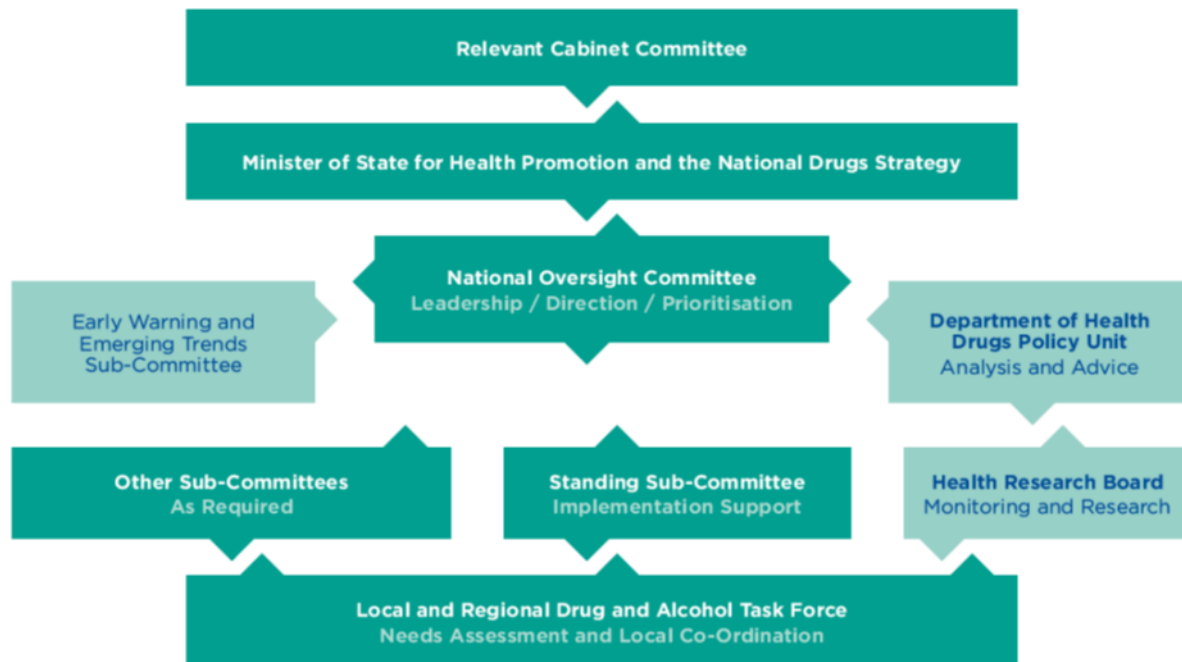 Relevant Cabinet Committee
Minister of State for Health Promotion and the National Drugs Strategy
National Oversight Committee
Leadership / Direction / Prioritisation
Early Warning and
Emerging Trends
Sub-Committee
Department of Health
Drugs Policy Unit
Analysis and Advice
Other Sub-Committees
As Required
Standing Sub-Committee
Implementation Support
Health Research Board
Monitoring and Research
Local and Regional Drug and Alcohol Task Force
Needs Assessment and Local Co-Ordination